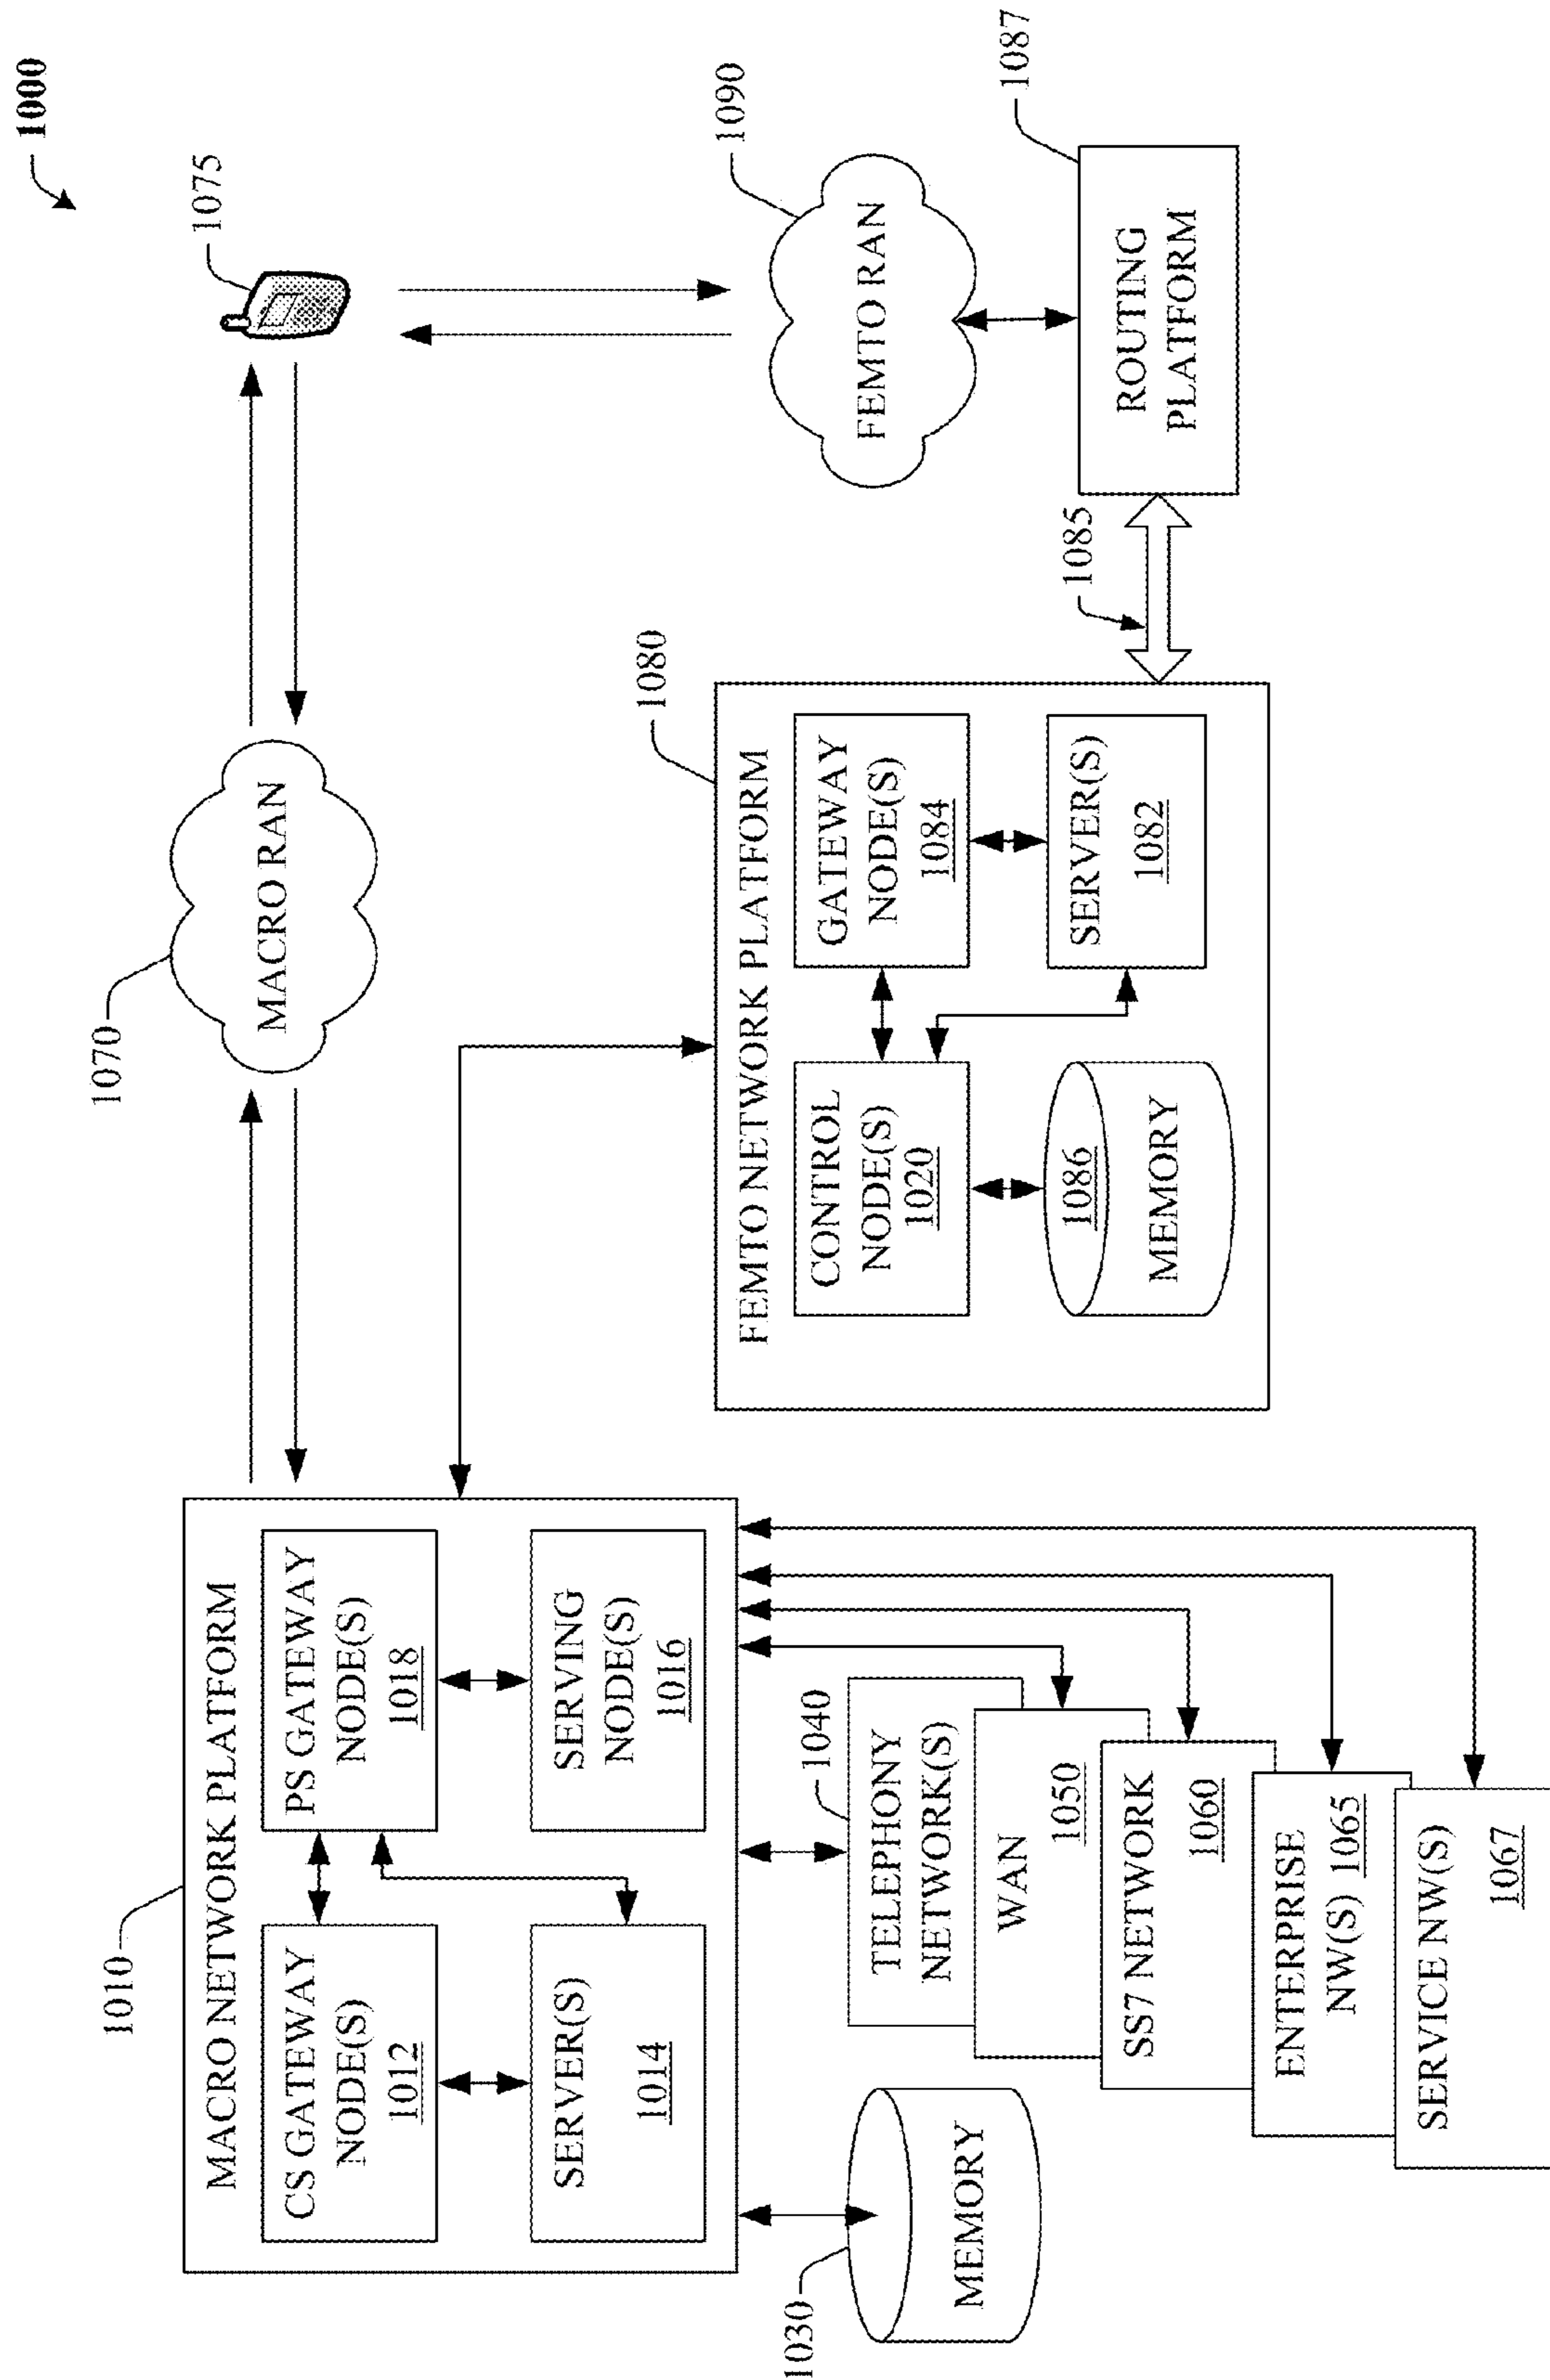 1000
1010
MACRO NETWORK PLATFORM
CS GATEWAY
NODE(S)
1012
PS GATEWAY
NODE(S)
1018
SERVER(S)
1014
SERVING
NODE(S)
1016
1070
MACRO RAN
1075
1030
MEMORY
1040
TELEPHONY
NETWORK(S)
WAN
1050
SS7 NETWORK
1060
ENTERPRISE
NW(S) 1065
SERVICE NW(S)
1067
1080
FEMTO NETWORK PLATFORM
CONTROL
NODE(S)
1020
GATEWAY
NODE(S)
1084
1086
MEMORY
SERVER(S)
1082
1085
1090
FEMTO RAN
1087
ROUTING
PLATFORM